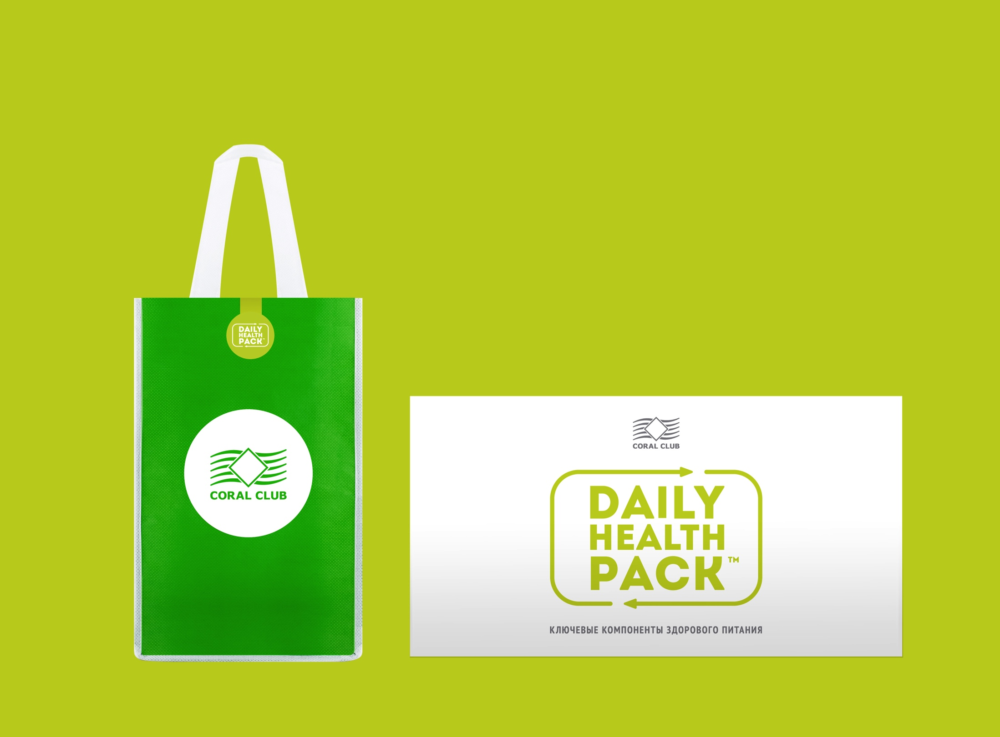 DAILY
HEALTH
PACK™
CORAL CLUB
CORAL CLUB
DAILY
HEALTH
PACK™
КЛЮЧЕВЫЕ КОМПОНЕНТЫ ЗДОРОВОГО ПИТАНИЯ